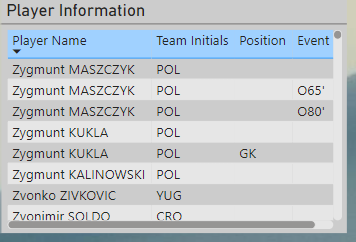 Player Information
Player Name Team Initials Position Event
Zygmunt MASZCZYK POL
Zygmunt MASZCZYK POL O65'
Zygmunt MASZCZYK POL O80'
Zygmunt KUKLA POL
Zygmunt KUKLA POL GK
Zygmunt KALINOWSKI POL
Zvonko ZIVKOVIC YUG
Zvonimir SOLDO CRO